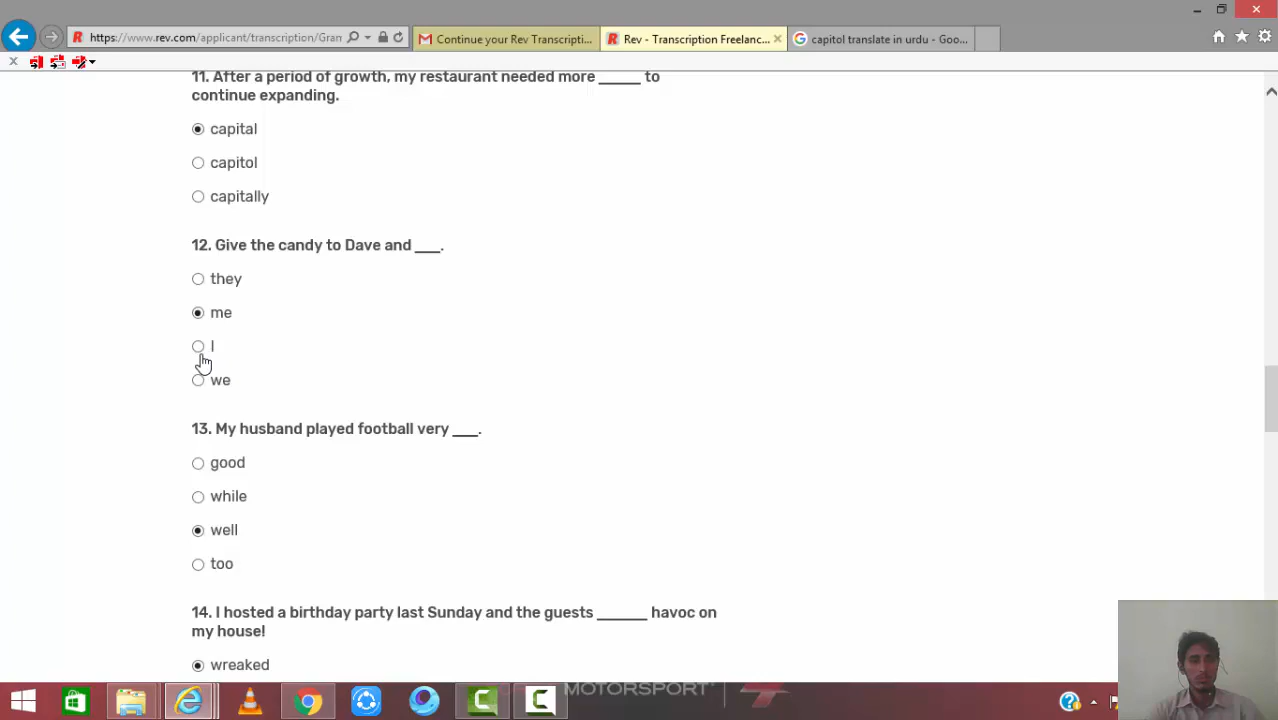 https://www.rev.com/applicant/transcription/Gran
Continue your Rev Transcripti...
Rev - Transcription Freelanc...
capitol translate in urdu - Goo...
11. After a period of growth, my restaurant needed more _____ to
continue expanding.
capital
capitol
capitally
12. Give the candy to Dave and ___.
they
me
I
we
13. My husband played football very ___.
good
while
well
too
14. I hosted a birthday party last Sunday and the guests ______ havoc on
my house!
wreaked
MOTORSPORT